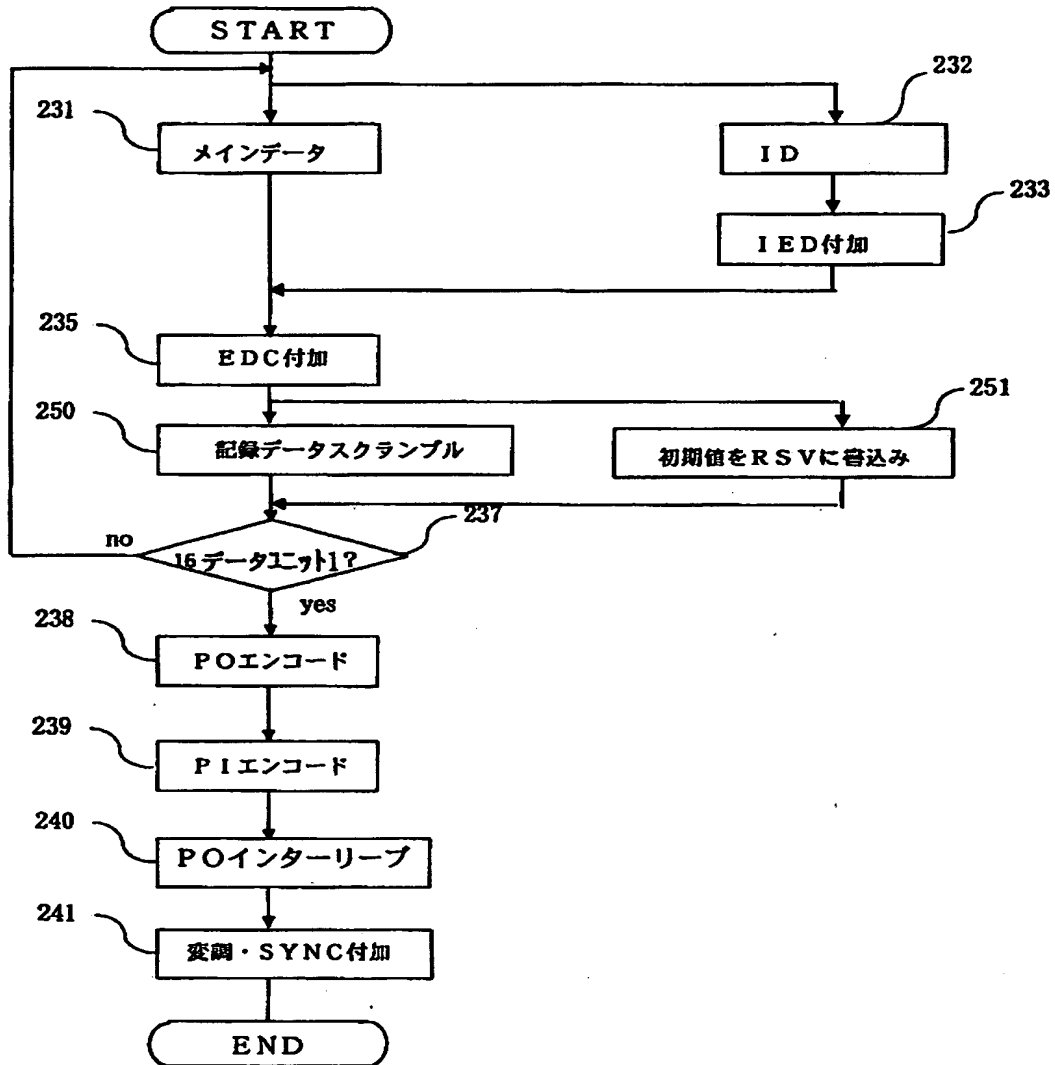 START
232
231
メインデータ
ID
233
IED付加
235
EDC付加
251
250
記録データスクランブル
初期値をRSVに書込み
237
no
16データユニット1?
yes
238
POエンコード
239
PIエンコード
240
POインターリーブ
241
変調・SYNC付加
END